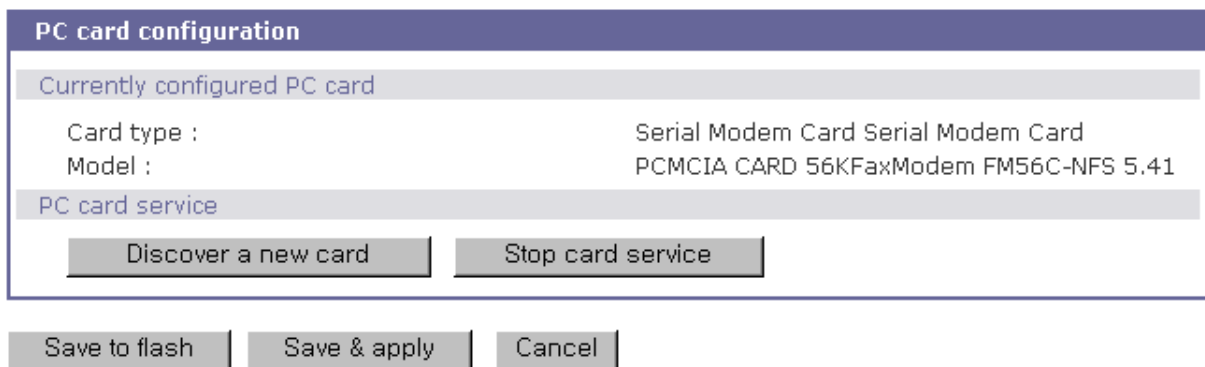 PC card configuration
Currently configured PC card
Card type : Serial Modem Card Serial Modem Card
Model : PCMCIA CARD 56KFaxModem FM56C-NFS 5.41
PC card service
Discover a new card Stop card service
Save to flash Save & apply Cancel